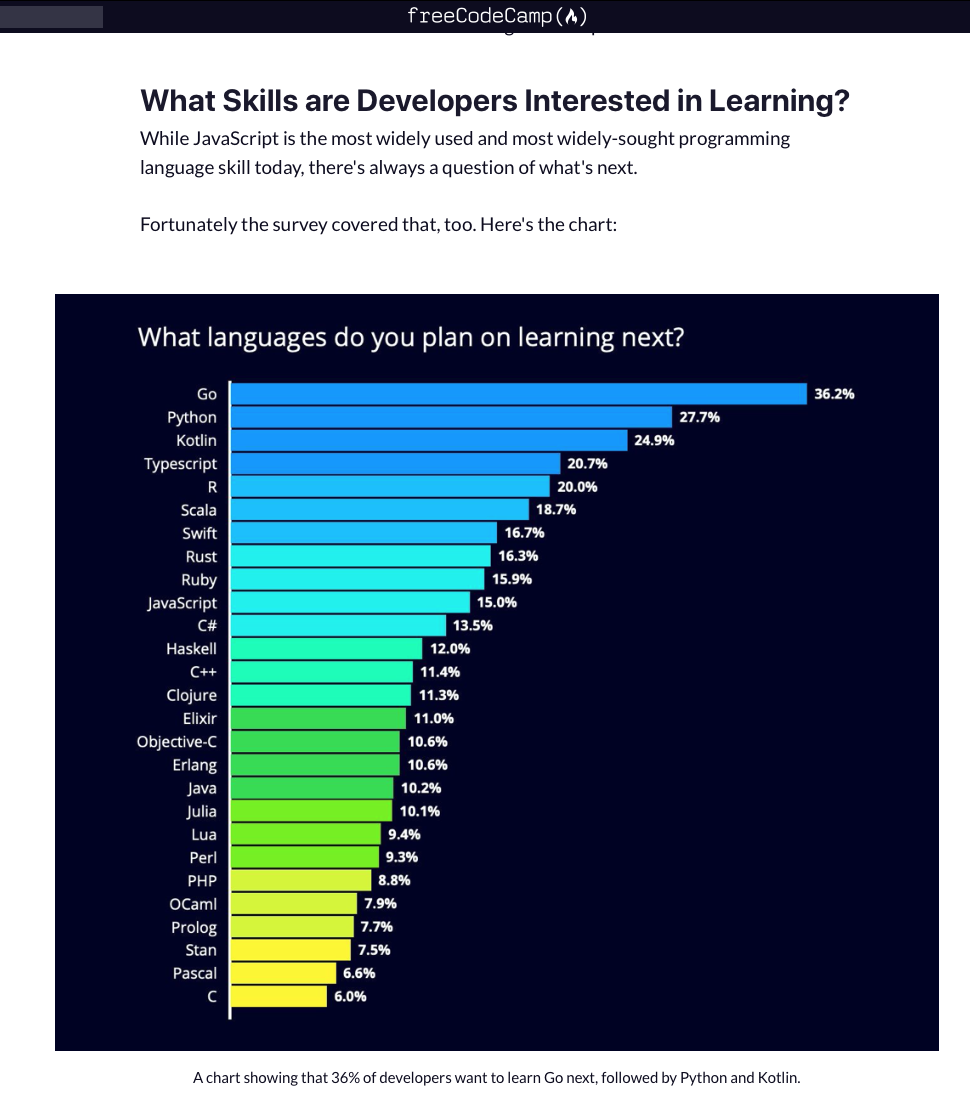 freeCodeCamp(🔥)
What Skills are Developers Interested in Learning?
While JavaScript is the most widely used and most widely-sought programming
language skill today, there's always a question of what's next.
Fortunately the survey covered that, too. Here's the chart:
What languages do you plan on learning next?
Go 36.2%
Python 27.7%
Kotlin 24.9%
Typescript 20.7%
R 20.0%
Scala 18.7%
Swift 16.7%
Rust 16.3%
Ruby 15.9%
JavaScript 15.0%
C# 13.5%
Haskell 12.0%
C++ 11.4%
Clojure 11.3%
Elixir 11.0%
Objective-C 10.6%
Erlang 10.6%
Java 10.2%
Julia 10.1%
Lua 9.4%
Perl 9.3%
PHP 8.8%
OCaml 7.9%
Prolog 7.7%
Stan 7.5%
Pascal 6.6%
C 6.0%
A chart showing that 36% of developers want to learn Go next, followed by Python and Kotlin.